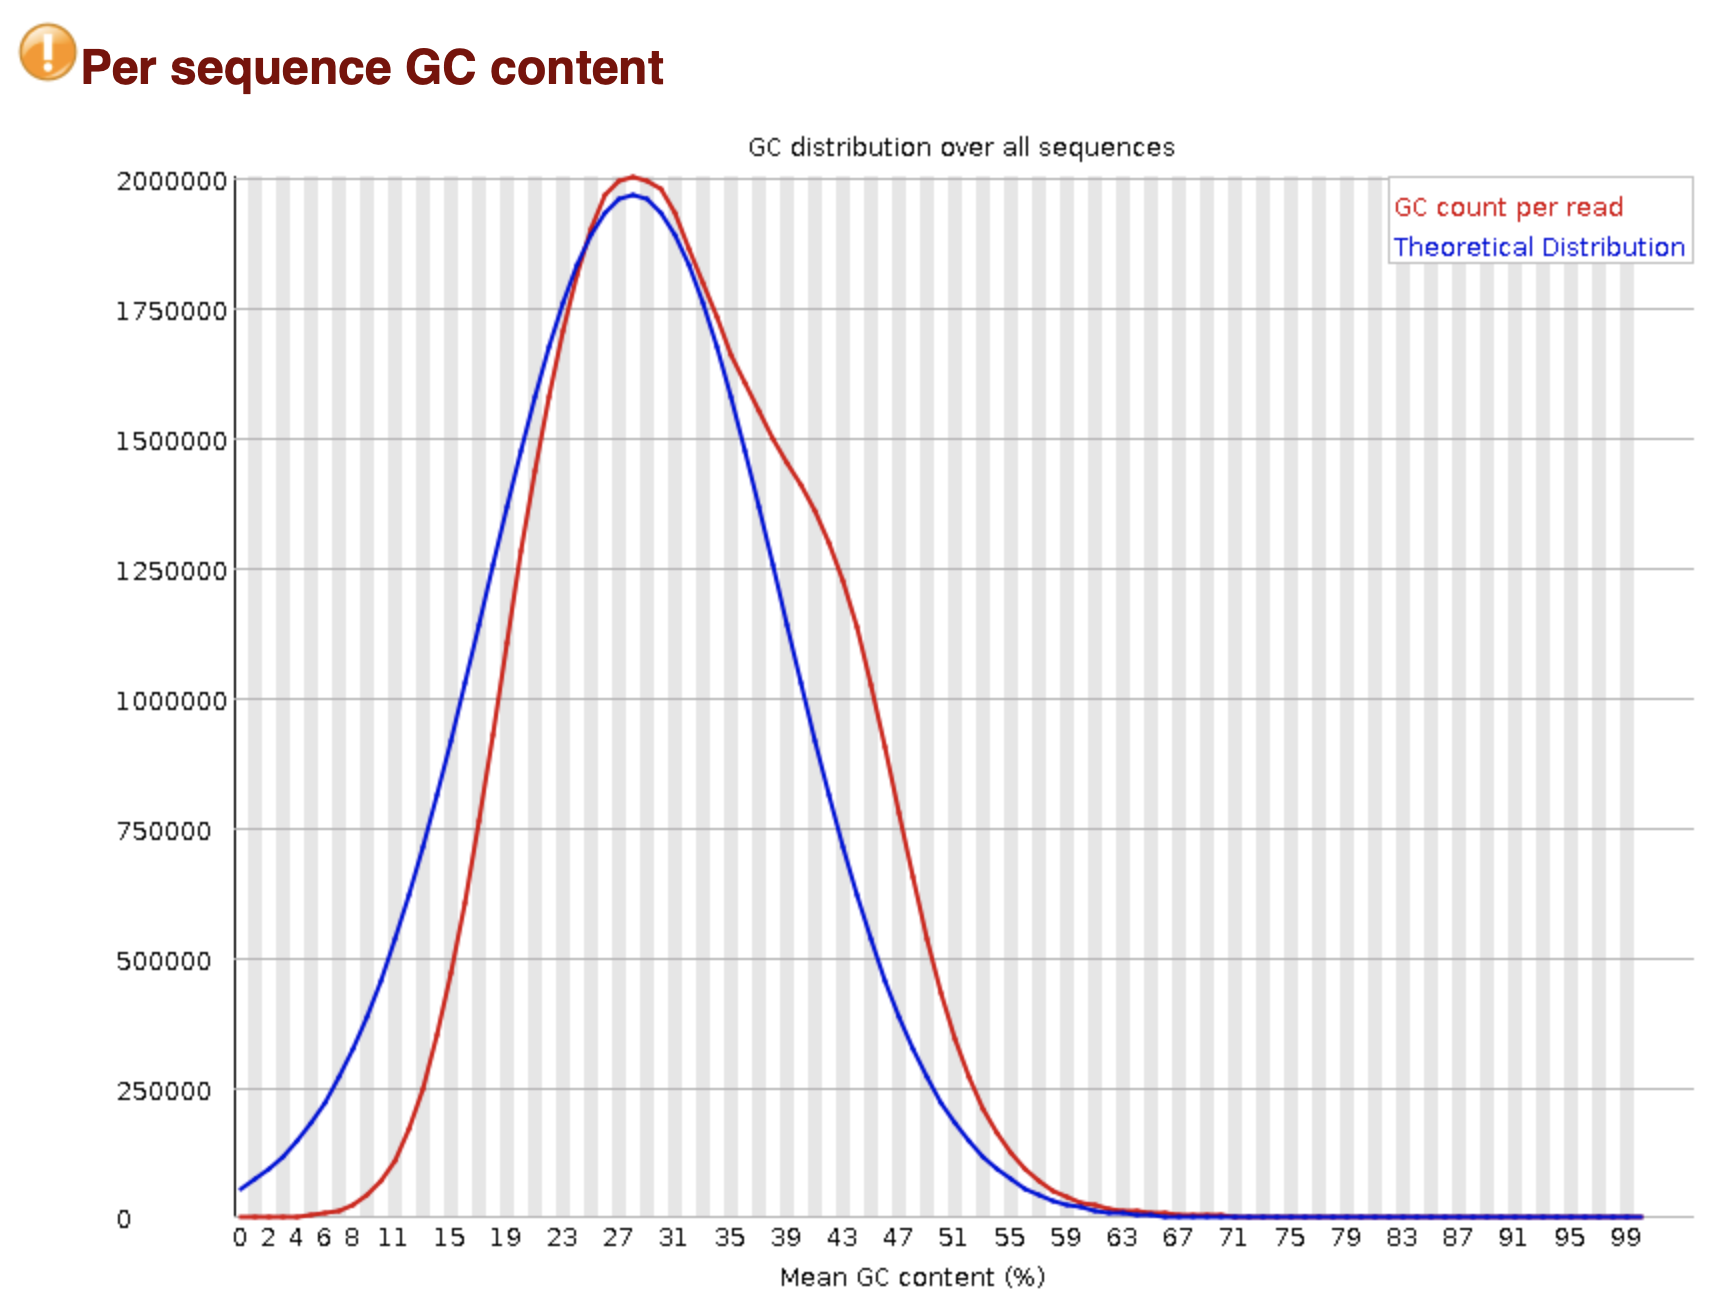 Per sequence GC content
GC distribution over all sequences
GC count per read
Theoretical Distribution
2000000
1750000
1500000
1250000
1000000
750000
500000
250000
0
0 2 4 6 8 11 15 19 23 27 31 35 39 43 47 51 55 59 63 67 71 75 79 83 87 91 95 99
Mean GC content (%)